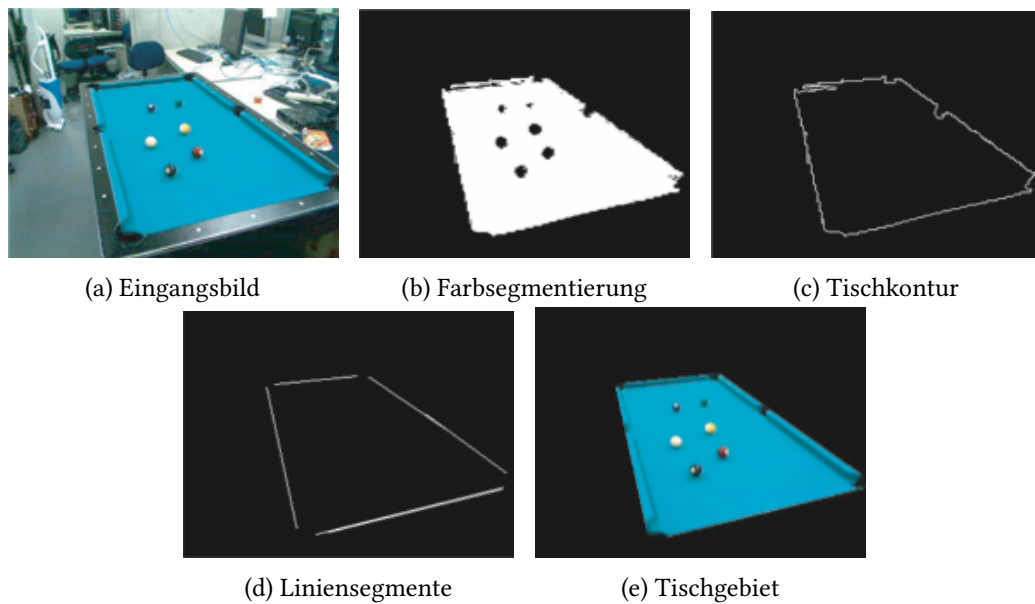 (a) Eingangsbild
(b) Farbsegmentierung
(c) Tischkontur
(d) Liniensegmente
(e) Tischgebiet